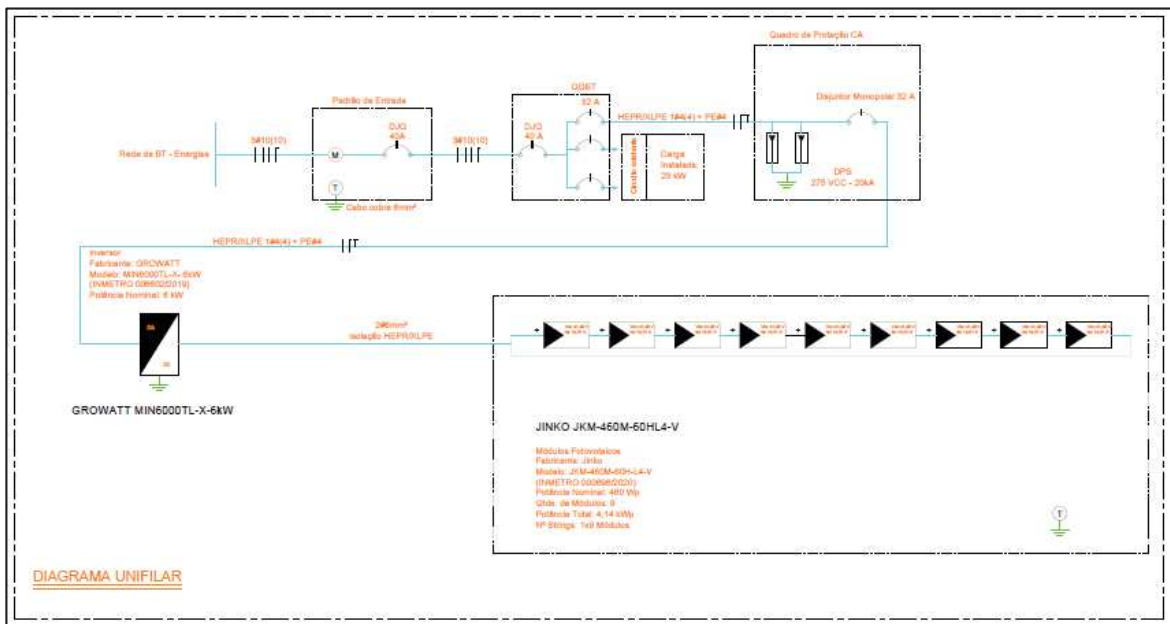 Quadro de Proteção CA
QGBT
Padrão de Entrada
32 A
Disjuntor Monopolar 32 A
HEPR/XLPE 1#4(4) + PE#4
DJG
40A
DJG
40 A
3#10(10)
3#10(10)
Rede de BT - Energisa
M
Circuito existente
Carga
Instalada:
29 kW
DPS
275 VCC - 20kA
T
Cabo cobre 6mm²
HEPR/XLPE 1#4(4) + PE#4
Inversor
Fabricante: GROWATT
Modelo: MIN6000TL-X- 6kW
(INMETRO 006602/2019)
Potência Nominal: 6 kW
2#6mm²
Isolação HEPR/XLPE
GROWATT MIN6000TL-X-6kW
JINKO JKM-460M-60HL4-V
Módulos Fotovoltaicos
Fabricante: Jinko
Modelo: JKM-460M-60H-L4-V
Potência Nominal: 460 Wp
Qtde. de Módulos: 9
Potência Total: 4,14 kWp
Nº Strings: 1x9 Módulos
T
DIAGRAMA UNIFILAR